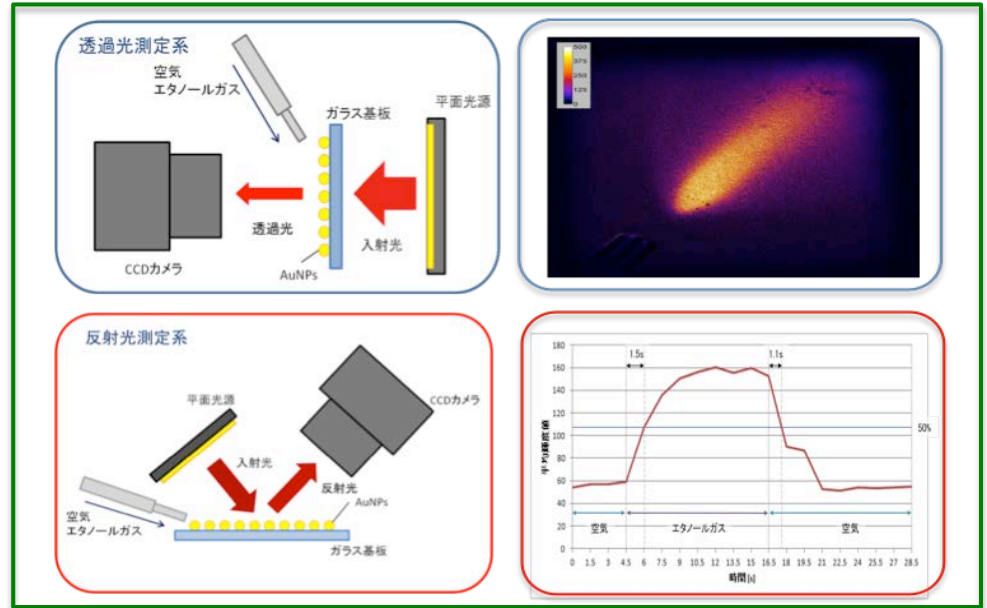 透過光測定系
空気
エタノールガス
ガラス基板
平面光源
透過光
入射光
CCDカメラ
AuNPs
500
375
250
125
0
反射光測定系
平面光源
CCDカメラ
入射光
反射光
AuNPs
空気
エタノールガス
ガラス基板
180
160
140
120
100
80
60
40
20
0
平均輝度値
1.5s
1.1s
50%
空気
エタノールガス
空気
0 1.5 3 4.5 6 7.5 9 10.5 12 13.5 15 16.5 18 19.5 21 22.5 24 25.5 27 28.5
時間[s]